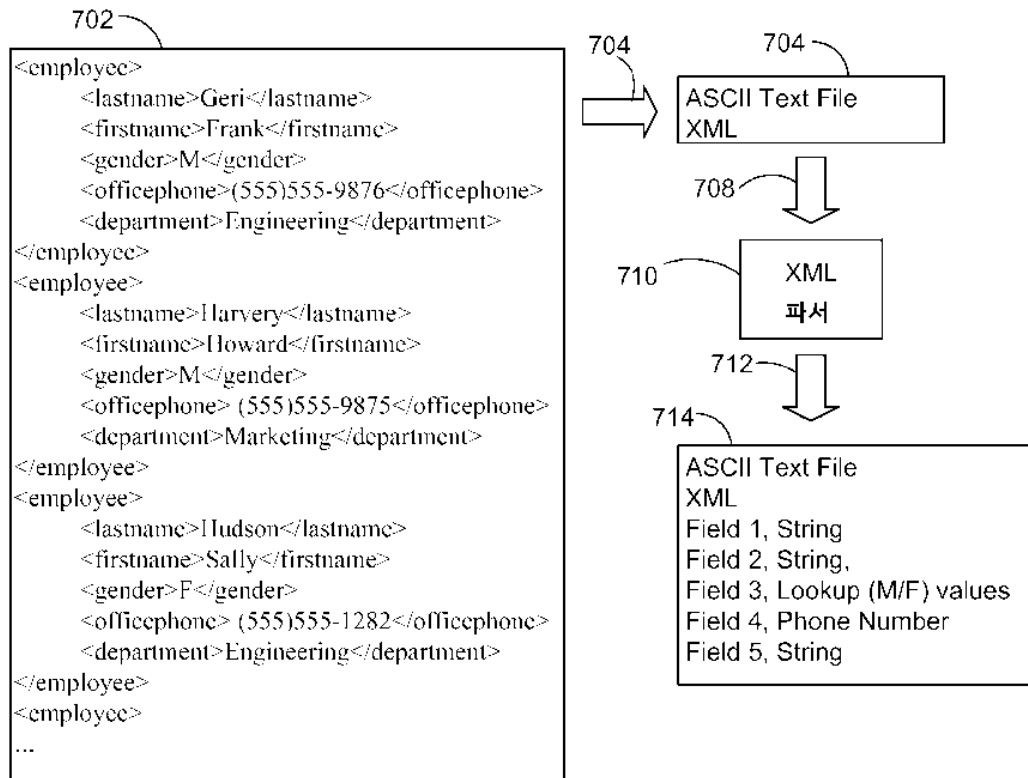 702
<employee>
<lastname>Geri</lastname>
<firstname>Frank</firstname>
<gender>M</gender>
<officephone>(555)555-9876</officephone>
<department>Engineering</department>
</employee>
<employee>
<lastname>Harvery</lastname>
<firstname>Howard</firstname>
<gender>M</gender>
<officephone> (555)555-9875</officephone>
<department>Marketing</department>
</employee>
<employee>
<lastname>Hudson</lastname>
<firstname>Sally</firstname>
<gender>F</gender>
<officephone> (555)555-1282</officephone>
<department>Engineering</department>
</employee>
<employee>
...
704
704
ASCII Text File
XML
708
710
XML
파서
712
714
ASCII Text File
XML
Field 1, String
Field 2, String,
Field 3, Lookup (M/F) values
Field 4, Phone Number
Field 5, String